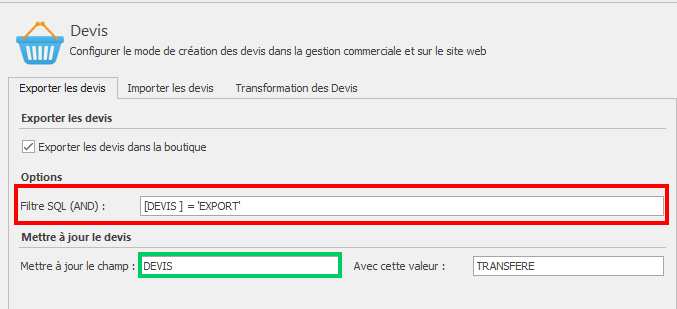 Devis
Configurer le mode de création des devis dans la gestion commerciale et sur le site web
Exporter les devis Importer les devis Transformation des Devis
Exporter les devis
Exporter les devis dans la boutique
Options
Filtre SQL (AND) : [DEVIS ] = 'EXPORT'
Mettre à jour le devis
Mettre à jour le champ : DEVIS Avec cette valeur : TRANSFERE